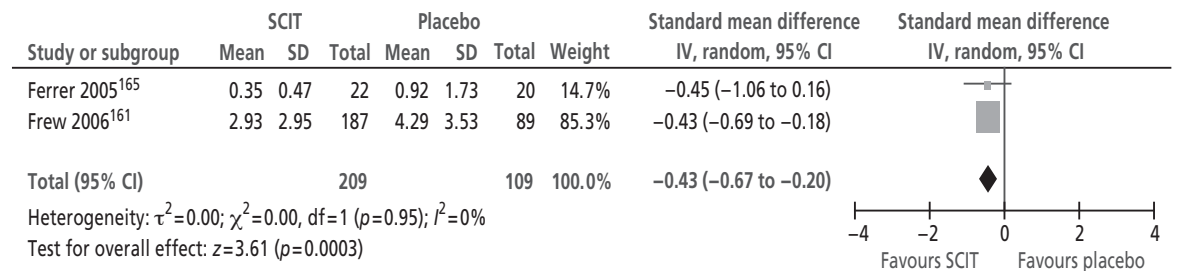 SCIT Placebo Standard mean difference Standard mean difference
Study or subgroup Mean SD Total Mean SD Total Weight IV, random, 95% CI IV, random, 95% CI
Ferrer 2005165 0.35 0.47 22 0.92 1.73 20 14.7% −0.45 (−1.06 to 0.16)
Frew 2006161 2.93 2.95 187 4.29 3.53 89 85.3% −0.43 (−0.69 to −0.18)
Total (95% CI) 209 109 100.0% −0.43 (−0.67 to −0.20)
Heterogeneity: τ²=0.00; χ²=0.00, df=1 (p=0.95); I²=0%
Test for overall effect: z=3.61 (p=0.0003)
−4 −2 0 2 4
Favours SCIT Favours placebo